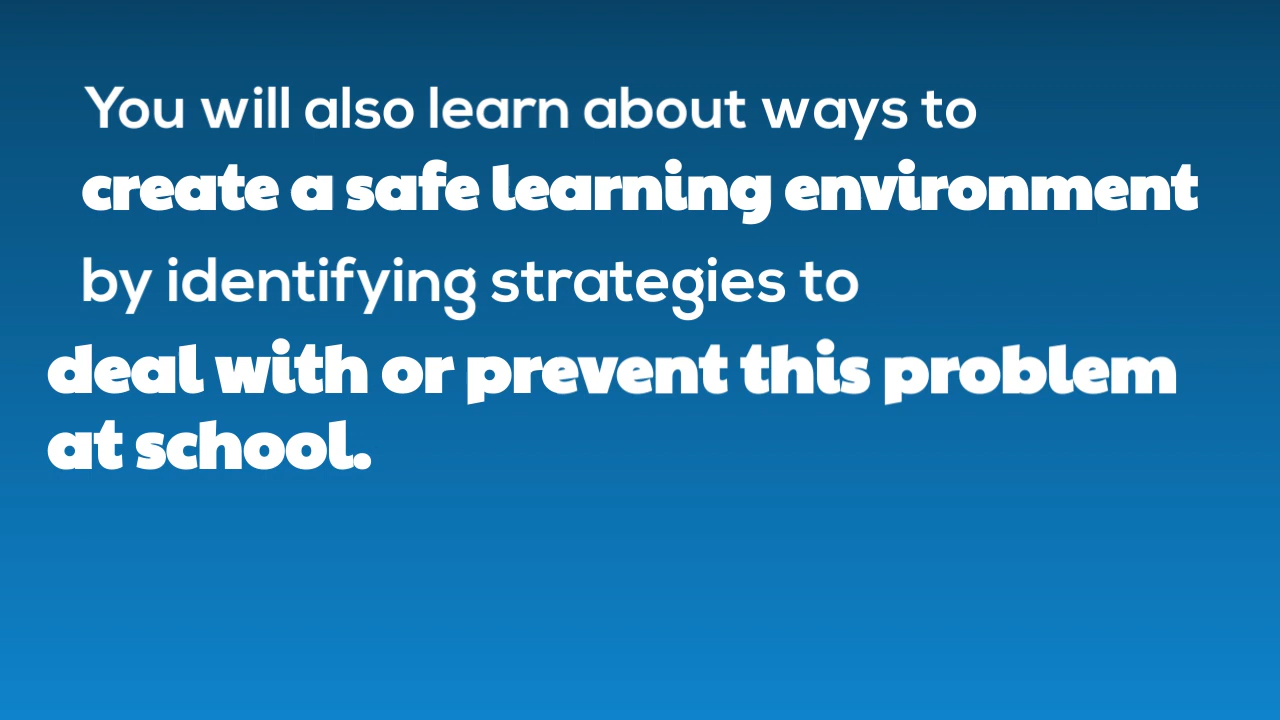 You will also learn about ways to
create a safe learning environment
by identifying strategies to
deal with or prevent this problem
at school.